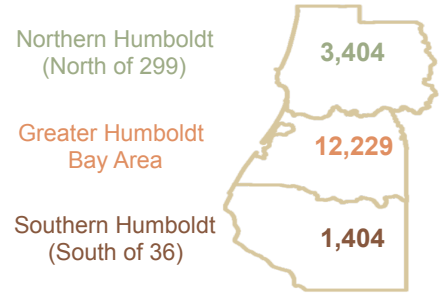 Northern Humboldt
(North of 299)
3,404
Greater Humboldt
Bay Area
12,229
Southern Humboldt
(South of 36)
1,404